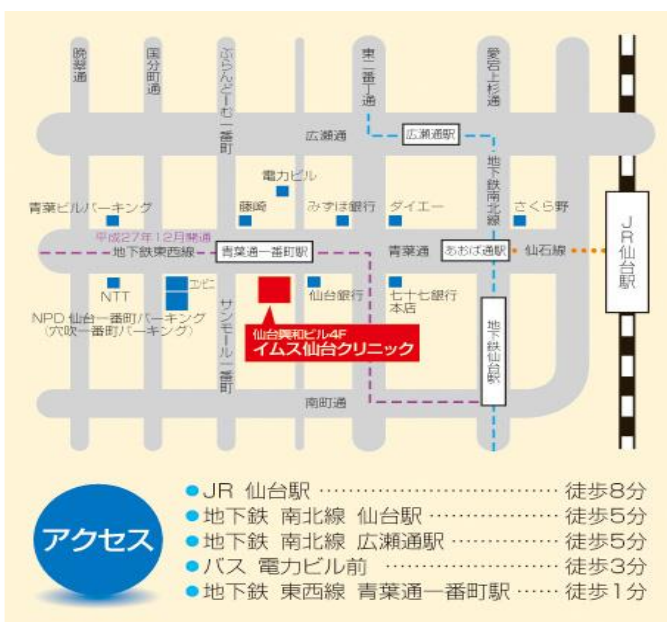 晩翠通
国分町通
ぶらんどーむ一番町
東二番丁通
愛宕上杉通
広瀬通
広瀬通駅
地下鉄南北線
電力ビル
青葉ビルパーキング
藤崎
みずほ銀行
ダイエー
さくら野
JR仙台駅
平成27年12月開通
地下鉄東西線
青葉通一番町駅
青葉通
あおば通駅
仙石線
NTT
コンビニ
仙台銀行
七十七銀行
本店
NPD 仙台一番町パーキング
(穴吹一番町パーキング)
サンモール一番町
仙台興和ビル4F
イムス仙台クリニック
地下鉄仙台駅
南町通
アクセス
●JR 仙台駅 ……………………………… 徒歩8分
●地下鉄 南北線 仙台駅 ………………… 徒歩5分
●地下鉄 南北線 広瀬通駅 ……………… 徒歩5分
●バス 電力ビル前 ……………………… 徒歩3分
●地下鉄 東西線 青葉通一番町駅 …… 徒歩1分